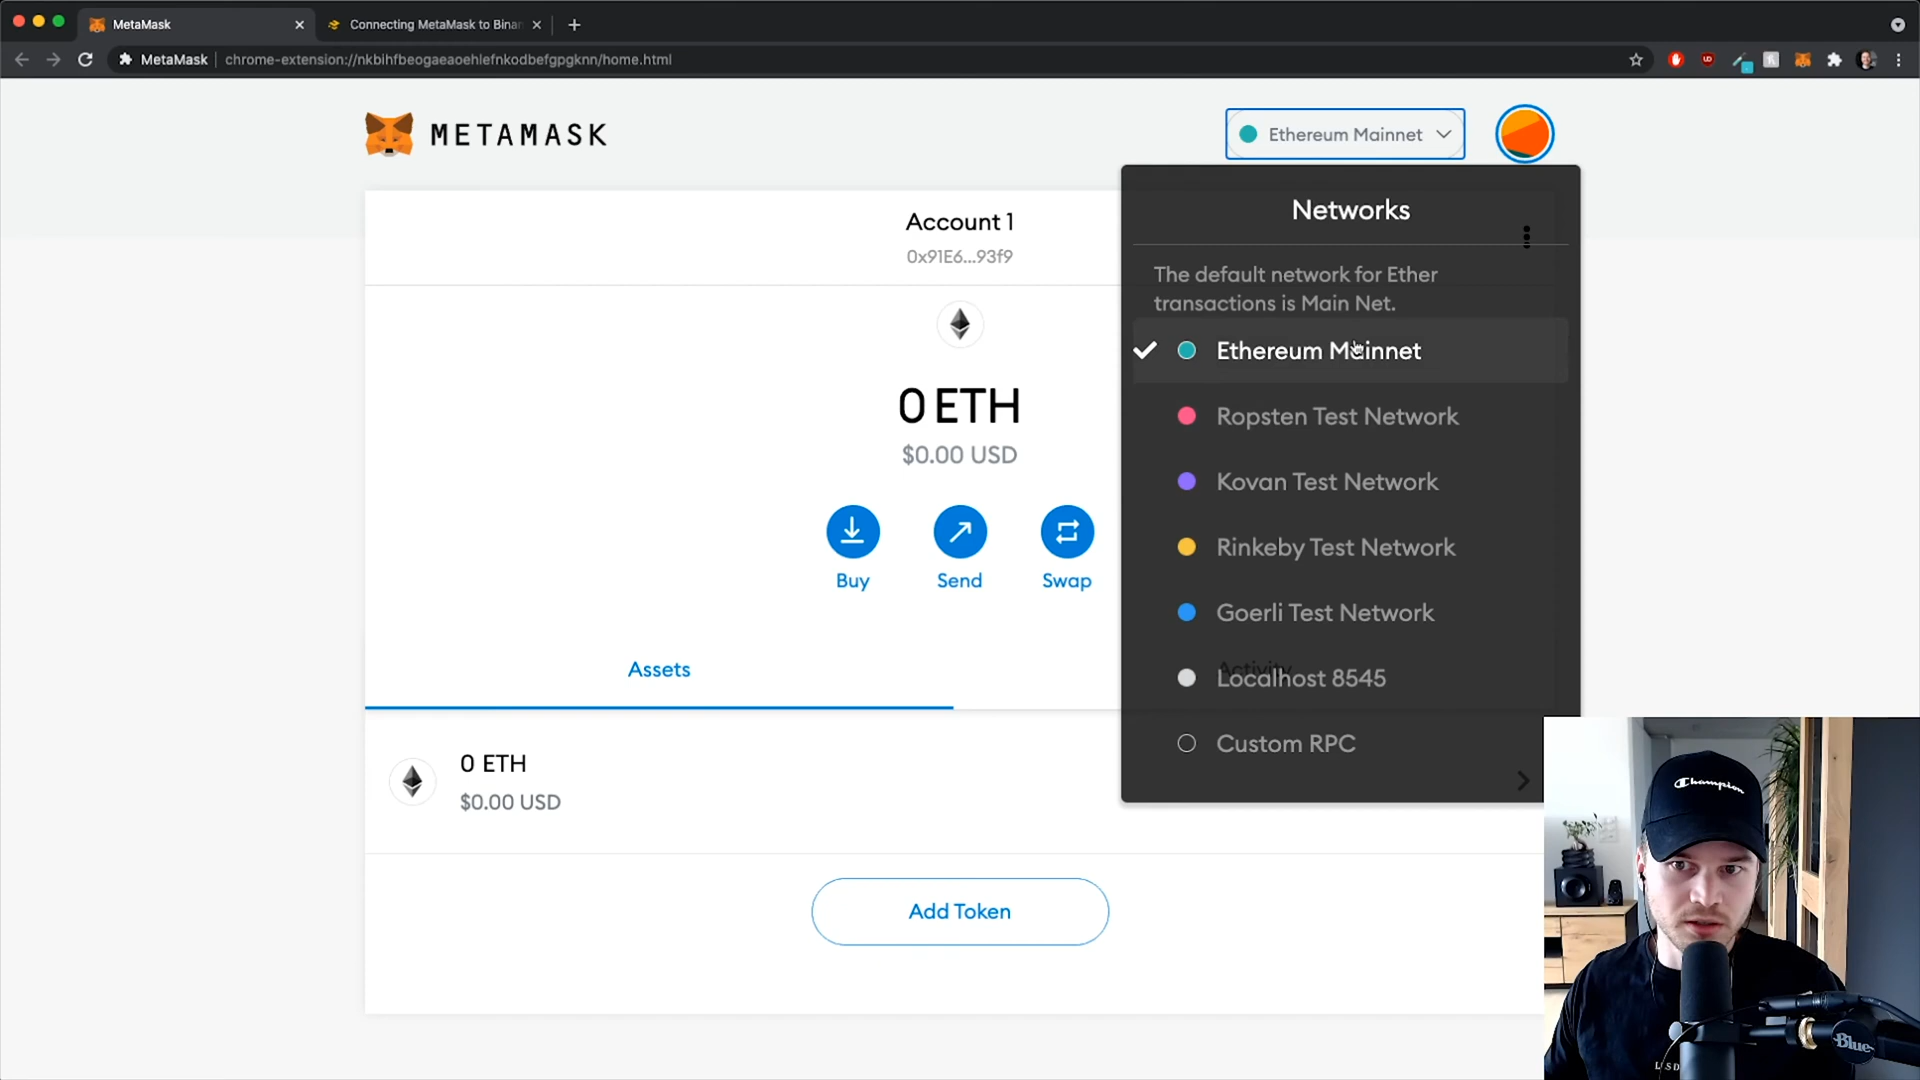 MetaMask
Connecting MetaMask to Binan
MetaMask
chrome-extension://nkbihfbeogaeaoehlefnkodbefgpgknn/home.html
METAMASK
Ethereum Mainnet
Account 1
0x91E6...93f9
0 ETH
$0.00 USD
Buy
Send
Swap
Assets
Activity
0 ETH
$0.00 USD
Add Token
Networks
The default network for Ether
transactions is Main Net.
Ethereum Mainnet
Ropsten Test Network
Kovan Test Network
Rinkeby Test Network
Goerli Test Network
Localhost 8545
Custom RPC
Champion
Blue